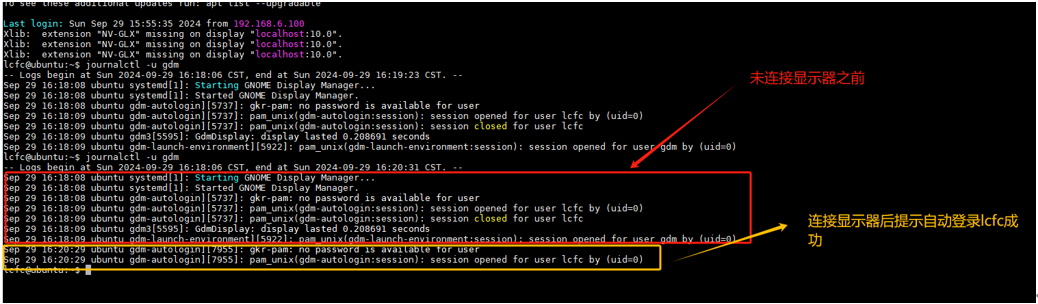 To see these additional updates run: apt list --upgradable
Last login: Sun Sep 29 15:55:35 2024 from 192.168.6.100
Xlib:  extension "NV-GLX" missing on display "localhost:10.0".
Xlib:  extension "NV-GLX" missing on display "localhost:10.0".
Xlib:  extension "NV-GLX" missing on display "localhost:10.0".
lcfc@ubuntu:~$ journalctl -u gdm
-- Logs begin at Sun 2024-09-29 16:18:06 CST, end at Sun 2024-09-29 16:19:23 CST. --
Sep 29 16:18:08 ubuntu systemd[1]: Starting GNOME Display Manager...
Sep 29 16:18:08 ubuntu systemd[1]: Started GNOME Display Manager.
Sep 29 16:18:08 ubuntu gdm-autologin][5737]: gkr-pam: no password is available for user
Sep 29 16:18:08 ubuntu gdm-autologin][5737]: pam_unix(gdm-autologin:session): session opened for user lcfc by (uid=0)
Sep 29 16:18:09 ubuntu gdm-autologin][5737]: pam_unix(gdm-autologin:session): session closed for user lcfc
Sep 29 16:18:09 ubuntu gdm3[5595]: GdmDisplay: display lasted 0.208691 seconds
Sep 29 16:18:09 ubuntu gdm-launch-environment][5922]: pam_unix(gdm-launch-environment:session): session opened for user gdm by (uid=0)
lcfc@ubuntu:~$ journalctl -u gdm
-- Logs begin at Sun 2024-09-29 16:18:06 CST, end at Sun 2024-09-29 16:20:31 CST. --
Sep 29 16:18:08 ubuntu systemd[1]: Starting GNOME Display Manager...
Sep 29 16:18:08 ubuntu systemd[1]: Started GNOME Display Manager.
Sep 29 16:18:08 ubuntu gdm-autologin][5737]: gkr-pam: no password is available for user
Sep 29 16:18:08 ubuntu gdm-autologin][5737]: pam_unix(gdm-autologin:session): session opened for user lcfc by (uid=0)
Sep 29 16:18:09 ubuntu gdm-autologin][5737]: pam_unix(gdm-autologin:session): session closed for user lcfc
Sep 29 16:18:09 ubuntu gdm3[5595]: GdmDisplay: display lasted 0.208691 seconds
Sep 29 16:18:09 ubuntu gdm-launch-environment][5922]: pam_unix(gdm-launch-environment:session): session opened for user gdm by (uid=0)
Sep 29 16:20:29 ubuntu gdm-autologin][7955]: gkr-pam: no password is available for user
Sep 29 16:20:29 ubuntu gdm-autologin][7955]: pam_unix(gdm-autologin:session): session opened for user lcfc by (uid=0)
lcfc@ubuntu:~$
未连接显示器之前
连接显示器后提示自动登录lcfc成
功